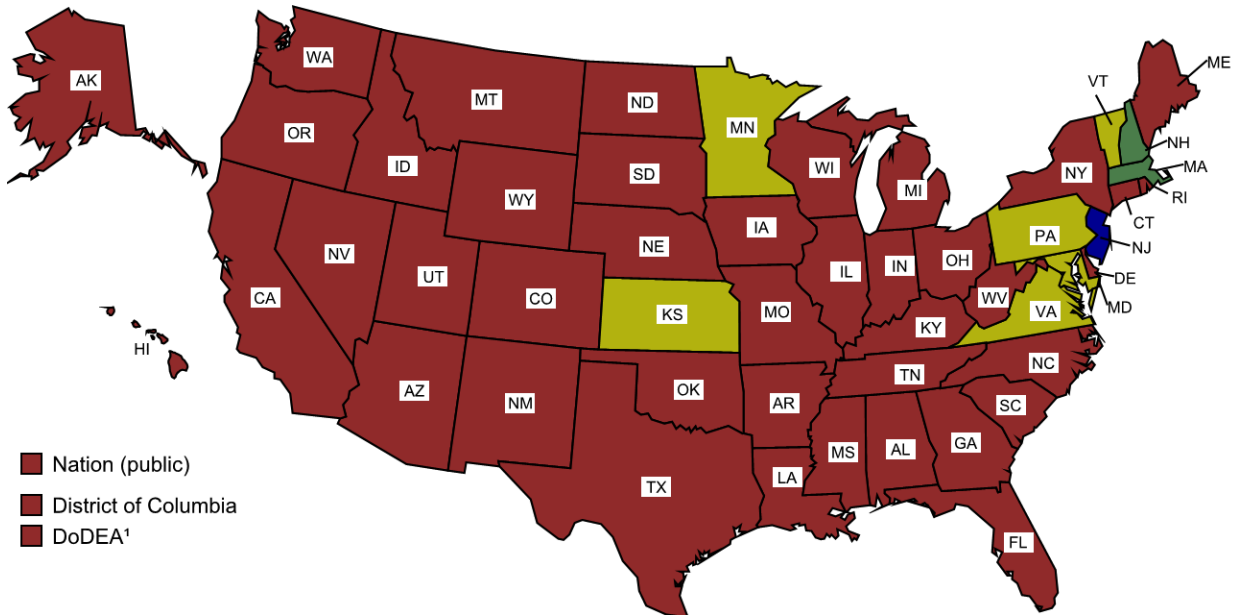 ME
AK
WA
VT
MT
ND
MN
OR
NH
ID
WI
MA
SD
NY
MI
RI
WY
CT
IA
PA
NE
NJ
NV
OH
UT
IL
IN
DE
CA
CO
WV
MD
KS
MO
VA
KY
HI
NC
TN
AZ
OK
NM
AR
SC
GA
MS
AL
Nation (public)
LA
TX
District of Columbia
DoDEA¹
FL